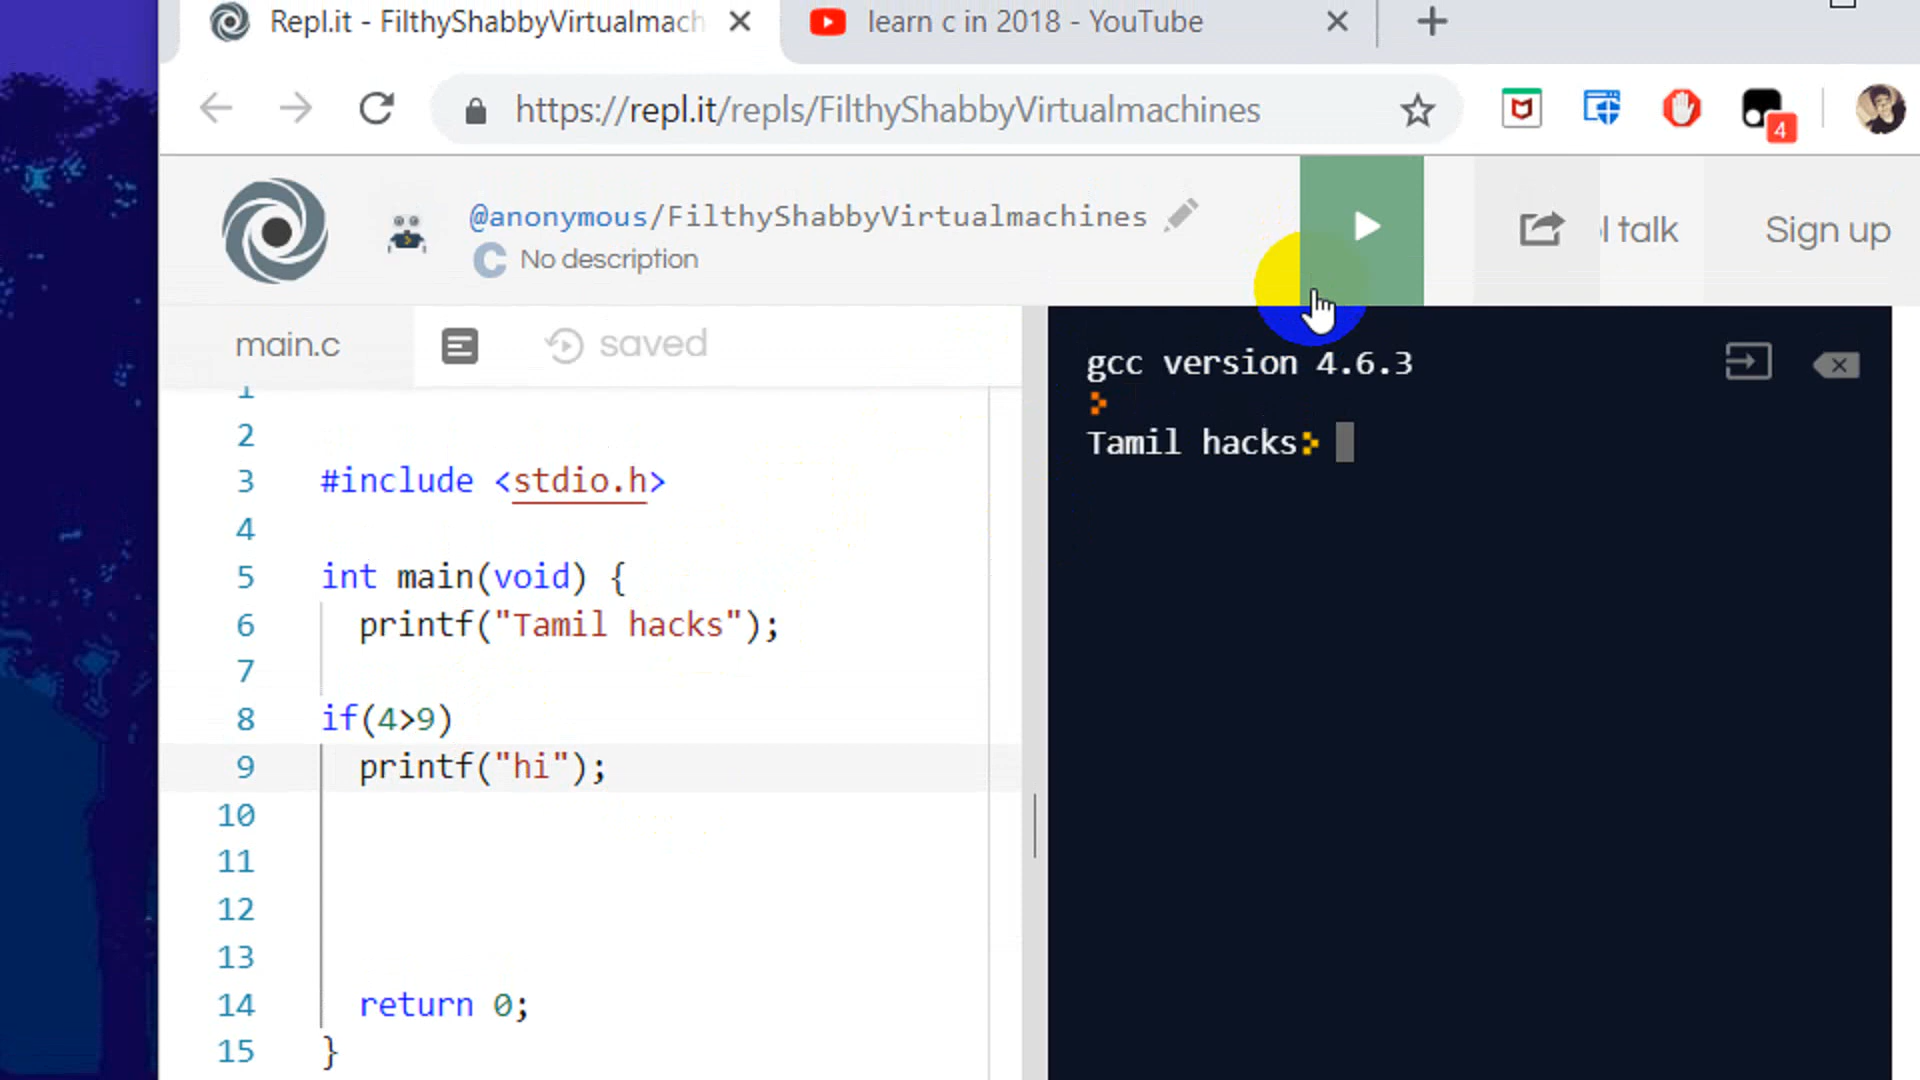 Repl.it - FilthyShabbyVirtualmach
learn c in 2018 - YouTube
https://repl.it/repls/FilthyShabbyVirtualmachines
4
@anonymous/FilthyShabbyVirtualmachines
C No description
l talk
Sign up
main.c
saved
gcc version 4.6.3
>
Tamil hacks>
1
2
3 #include <stdio.h>
4
5 int main(void) {
6 printf("Tamil hacks");
7
8 if(4>9)
9 printf("hi");
10
11
12
13
14 return 0;
15 }